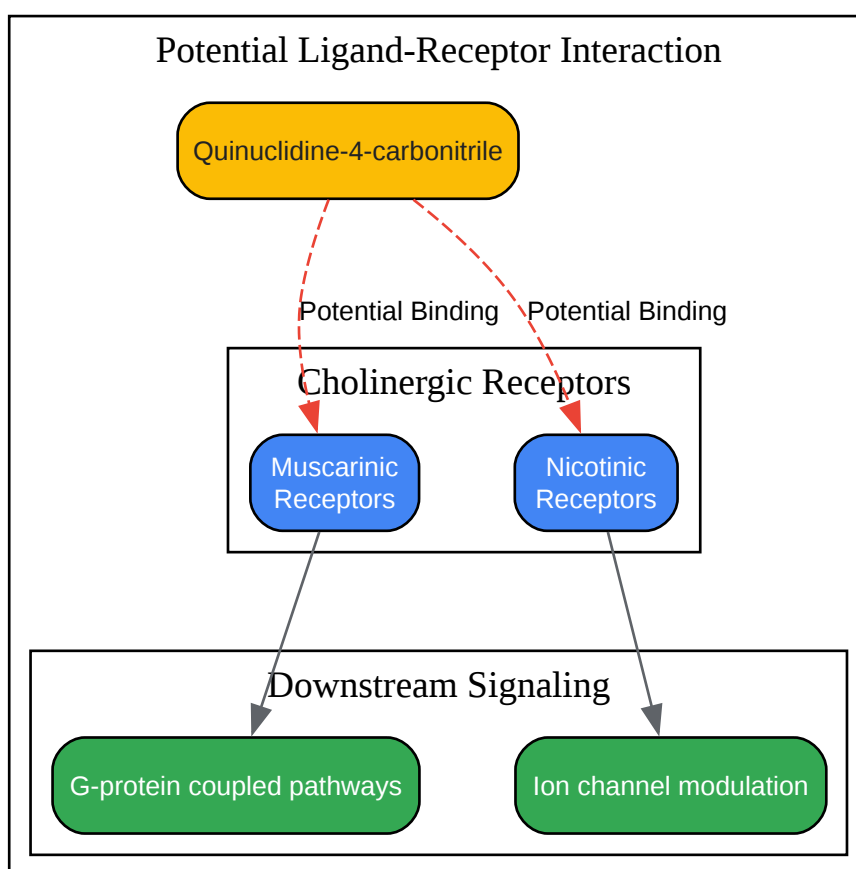 Potential Ligand-Receptor Interaction
Quinuclidine-4-carbonitrile
Potential Binding
Potential Binding
Cholinergic Receptors
Muscarinic
Receptors
Nicotinic
Receptors
Downstream Signaling
G-protein coupled pathways
Ion channel modulation